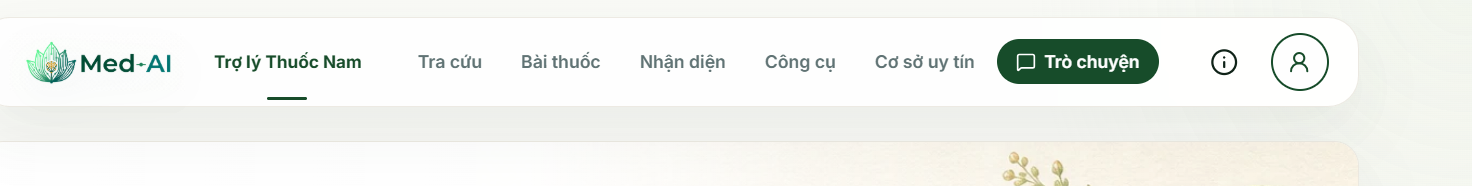 Med-AI Trợ lý Thuốc Nam Tra cứu Bài thuốc Nhận diện Công cụ Cơ sở uy tín Trò chuyện